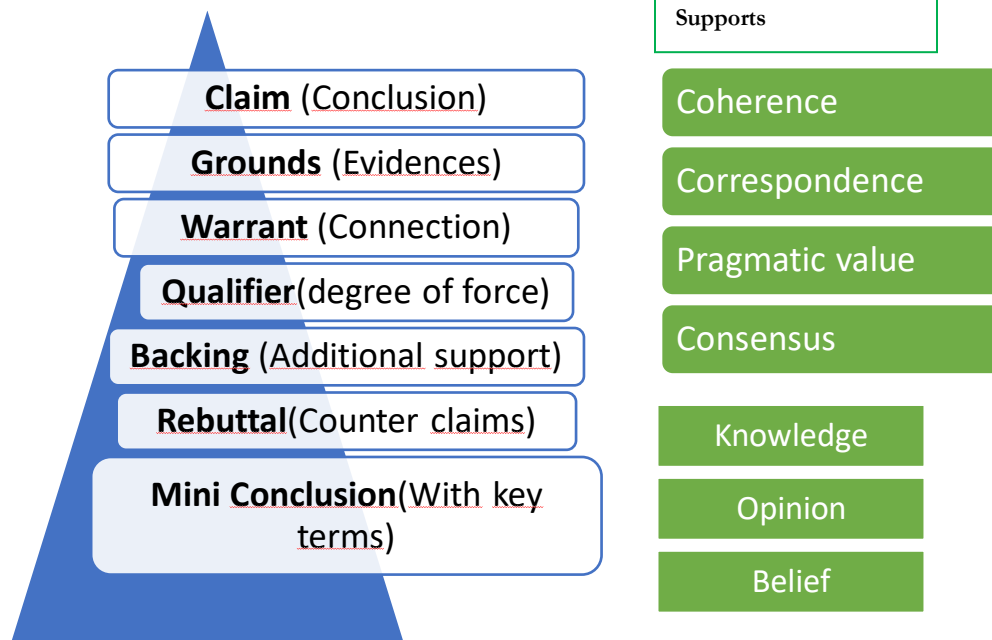 Claim (Conclusion)
Grounds (Evidences)
Warrant (Connection)
Qualifier(degree of force)
Backing (Additional support)
Rebuttal(Counter claims)
Mini Conclusion(With key
terms)
Supports
Coherence
Correspondence
Pragmatic value
Consensus
Knowledge
Opinion
Belief